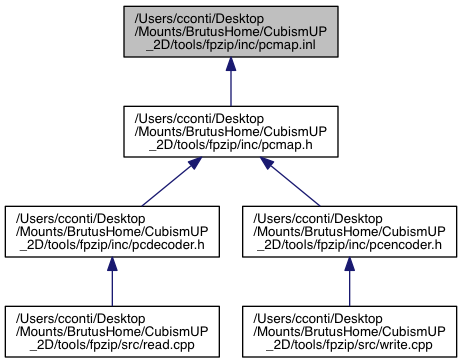 /Users/cconti/Desktop
/Mounts/BrutusHome/CubismUP
_2D/tools/fpzip/inc/pcmap.inl
/Users/cconti/Desktop
/Mounts/BrutusHome/CubismUP
_2D/tools/fpzip/inc/pcmap.h
/Users/cconti/Desktop
/Mounts/BrutusHome/CubismUP
_2D/tools/fpzip/inc/pcdecoder.h
/Users/cconti/Desktop
/Mounts/BrutusHome/CubismUP
_2D/tools/fpzip/inc/pcencoder.h
/Users/cconti/Desktop
/Mounts/BrutusHome/CubismUP
_2D/tools/fpzip/src/read.cpp
/Users/cconti/Desktop
/Mounts/BrutusHome/CubismUP
_2D/tools/fpzip/src/write.cpp